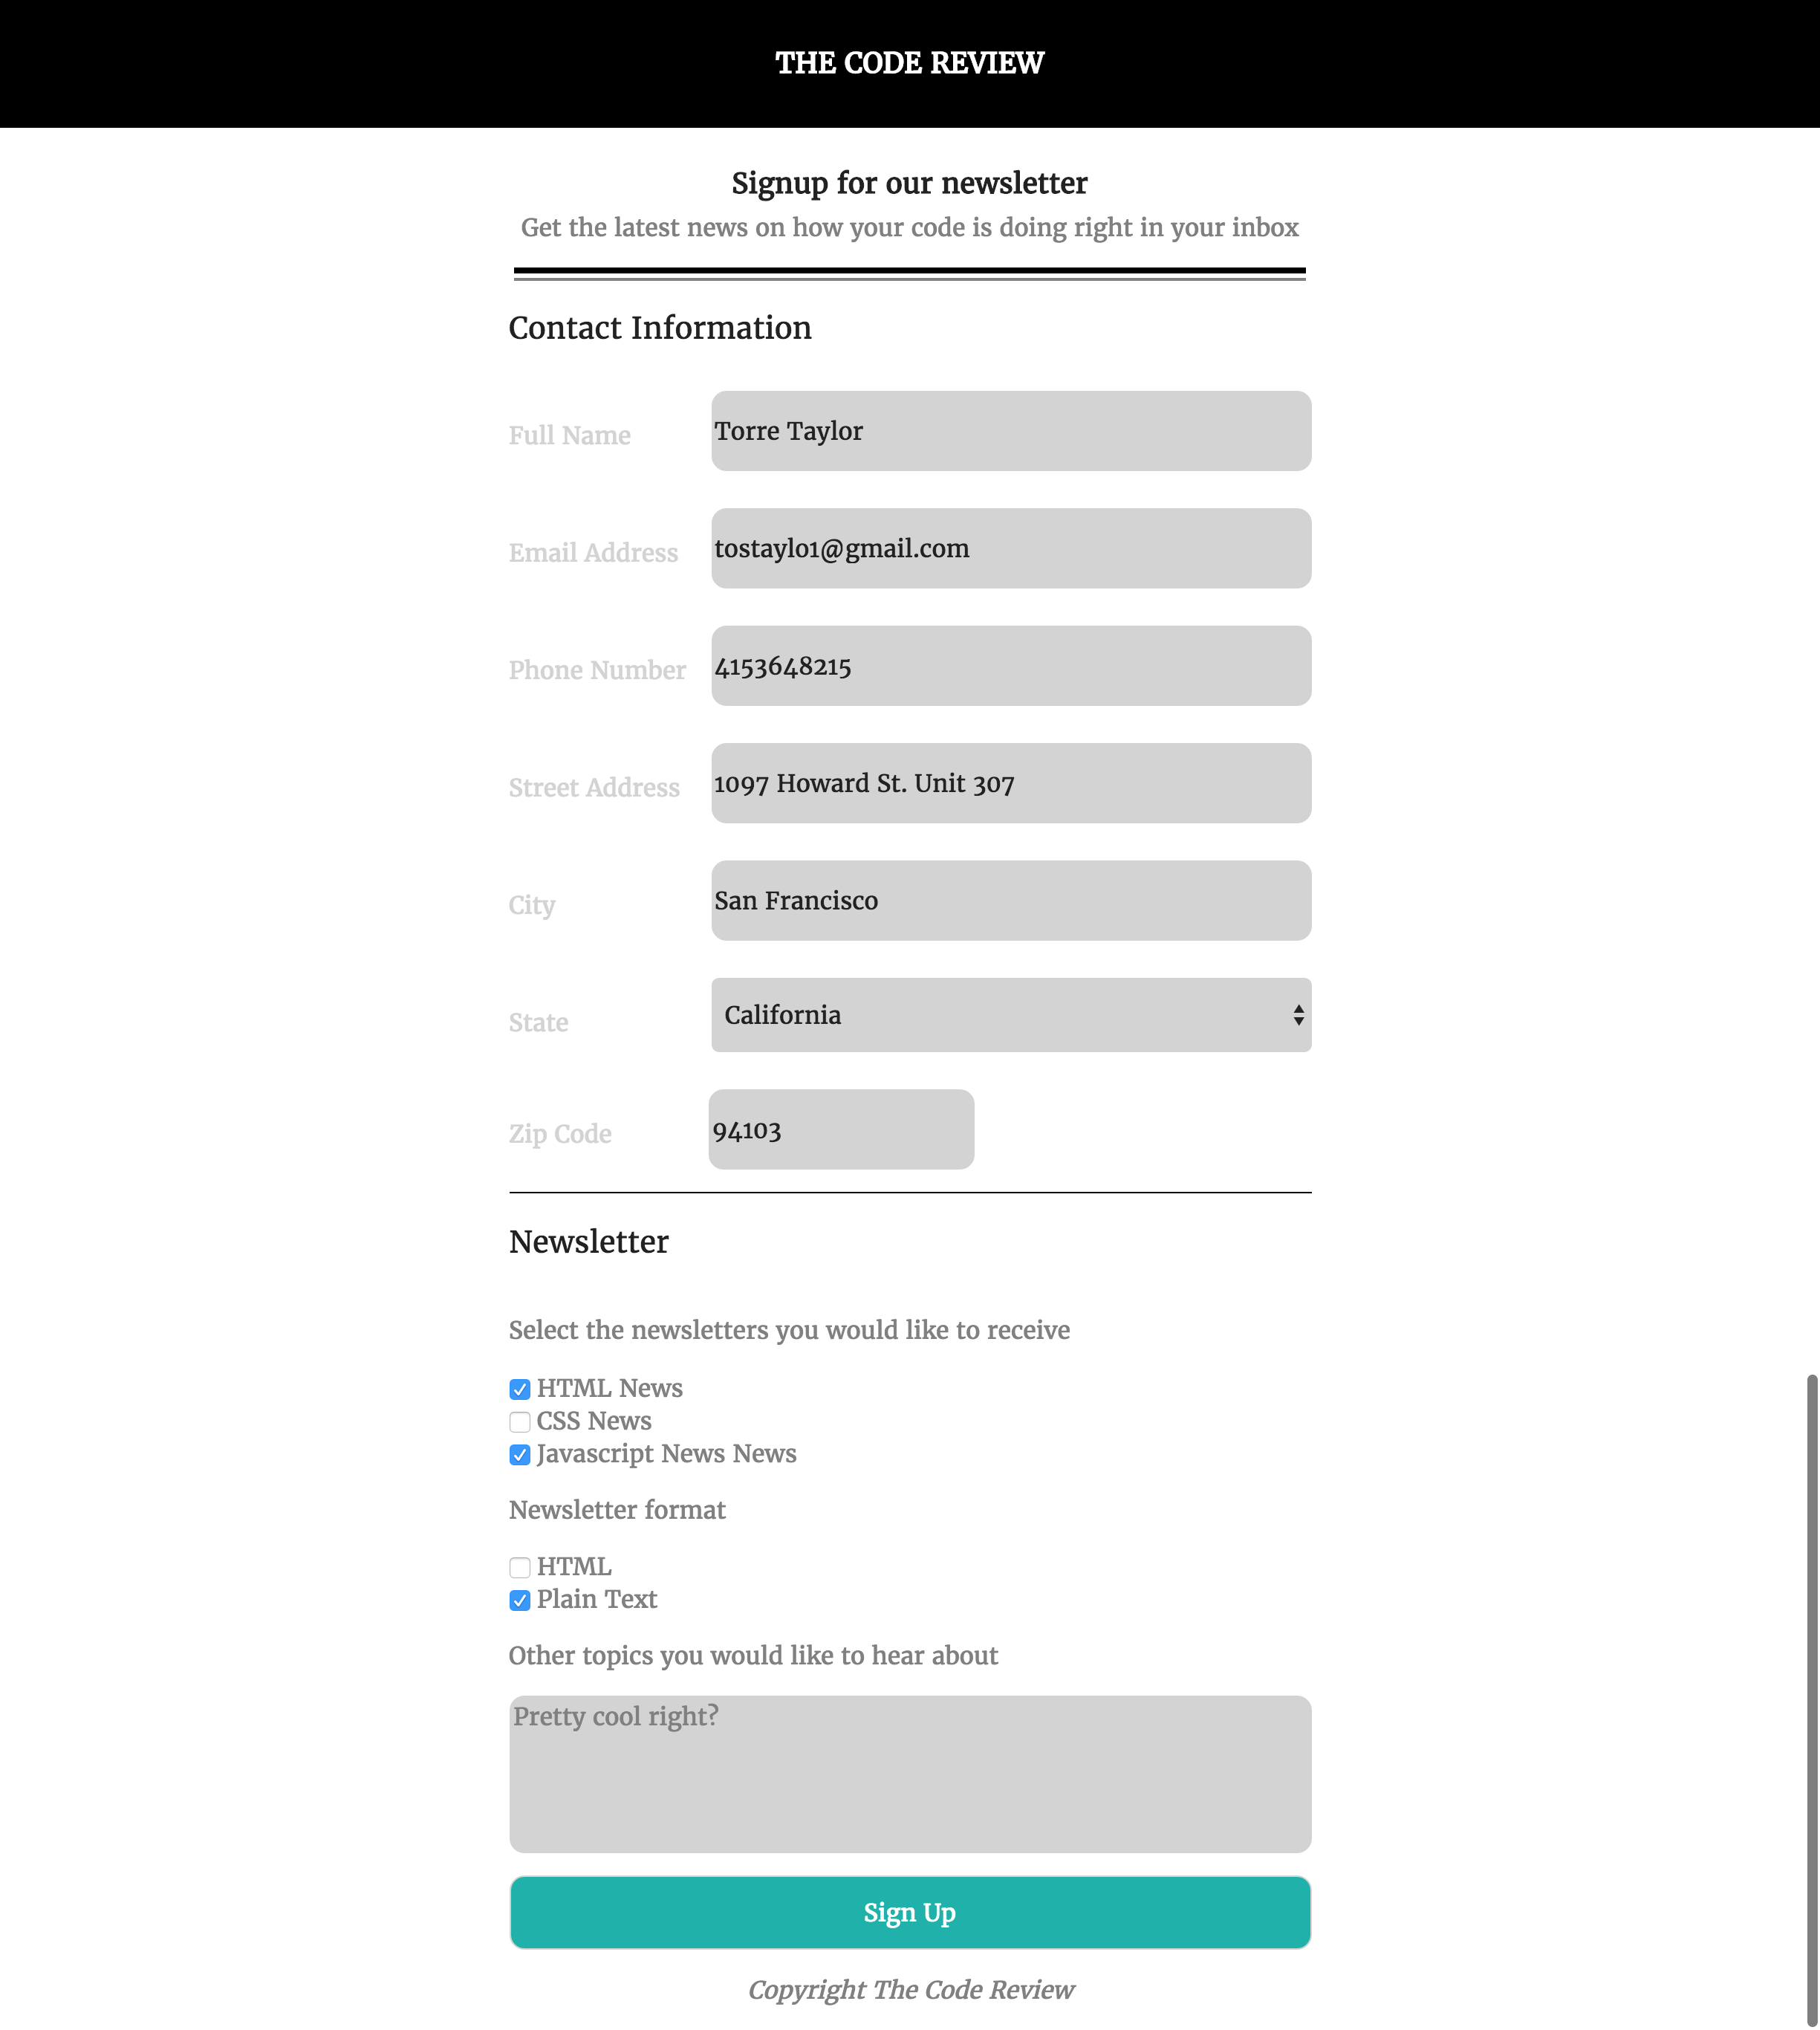 THE CODE REVIEW
Signup for our newsletter
Get the latest news on how your code is doing right in your inbox
Contact Information
Full Name Torre Taylor
Email Address tostaylo1@gmail.com
Phone Number 4153648215
Street Address 1097 Howard St. Unit 307
City San Francisco
State California
Zip Code 94103
Newsletter
Select the newsletters you would like to receive
HTML News
CSS News
Javascript News News
Newsletter format
HTML
Plain Text
Other topics you would like to hear about
Pretty cool right?
Sign Up
Copyright The Code Review